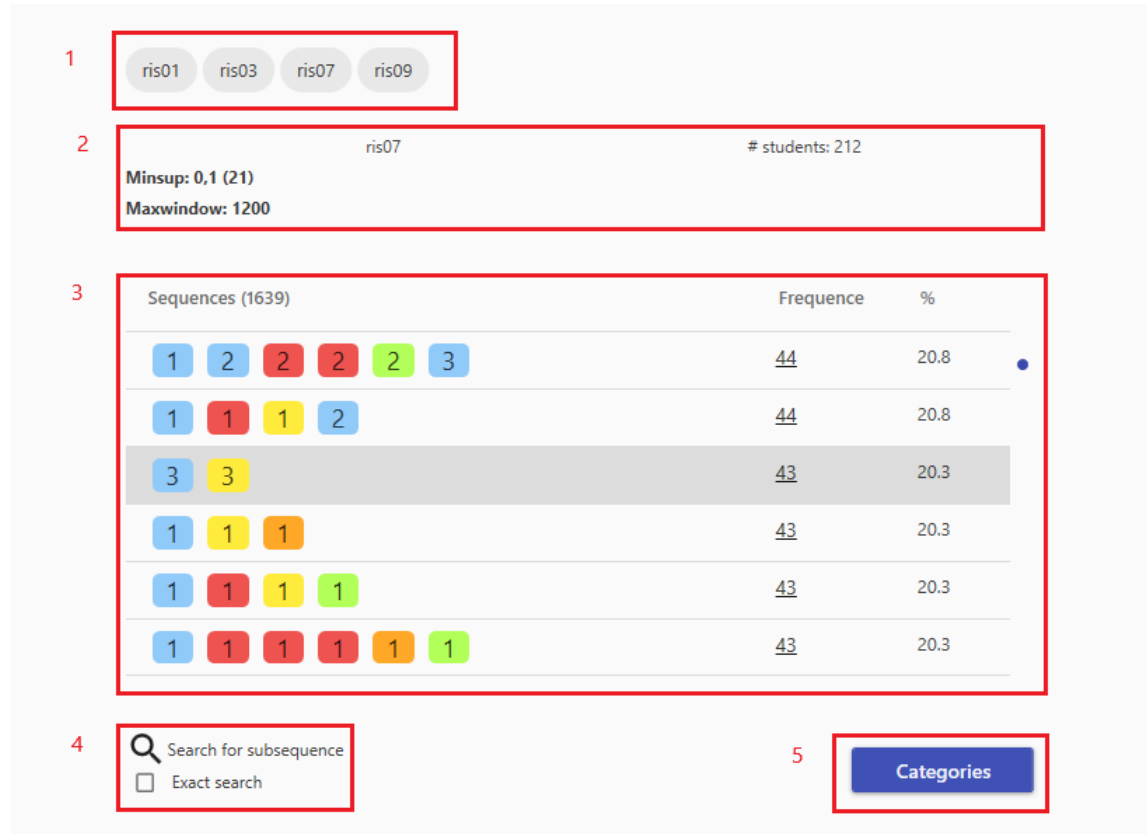 1
ris01 ris03 ris07 ris09
2
ris07 # students: 212
Minsup: 0,1 (21)
Maxwindow: 1200
3
Sequences (1639) Frequence %
1 2 2 2 2 3 44 20.8
1 1 1 2 44 20.8
3 3 43 20.3
1 1 1 43 20.3
1 1 1 1 43 20.3
1 1 1 1 1 1 43 20.3
4
Search for subsequence
Exact search
5
Categories